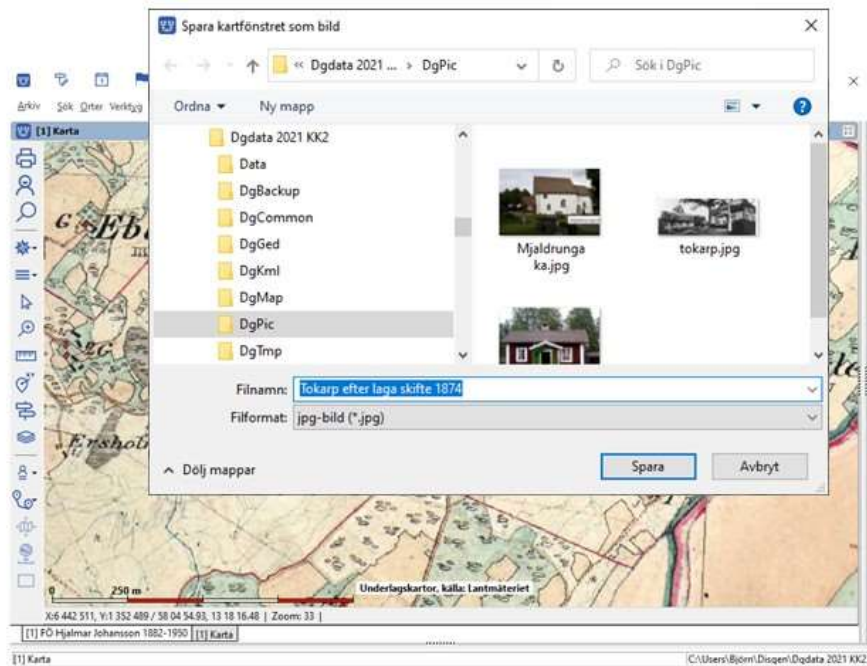 Spara kartfönstret som bild
« Dgdata 2021 ... › DgPic
Sök i DgPic
Arkiv Sök Orter Verktyg
Ordna Ny mapp
[1] Karta
Dgdata 2021 KK2
Data
DgBackup
DgCommon
DgGed
DgKml
DgMap
DgPic
DgTmp
Mjaldrunga
ka.jpg
tokarp.jpg
G
Filnamn: Tokarp efter laga skifte 1874
Filformat: jpg-bild (*.jpg)
Dölj mappar
Spara Avbryt
0 250 m
Underlagskartor, källa: Lantmäteriet
X:6 442 511, Y:1 352 489 / 58 04 54.93, 13 18 16.48 | Zoom: 33 |
[1] FÖ Hjalmar Johansson 1882-1950 [1] Karta
[1] Karta
C:/Users/Björn/Disgen/Dgdata 2021 KK2